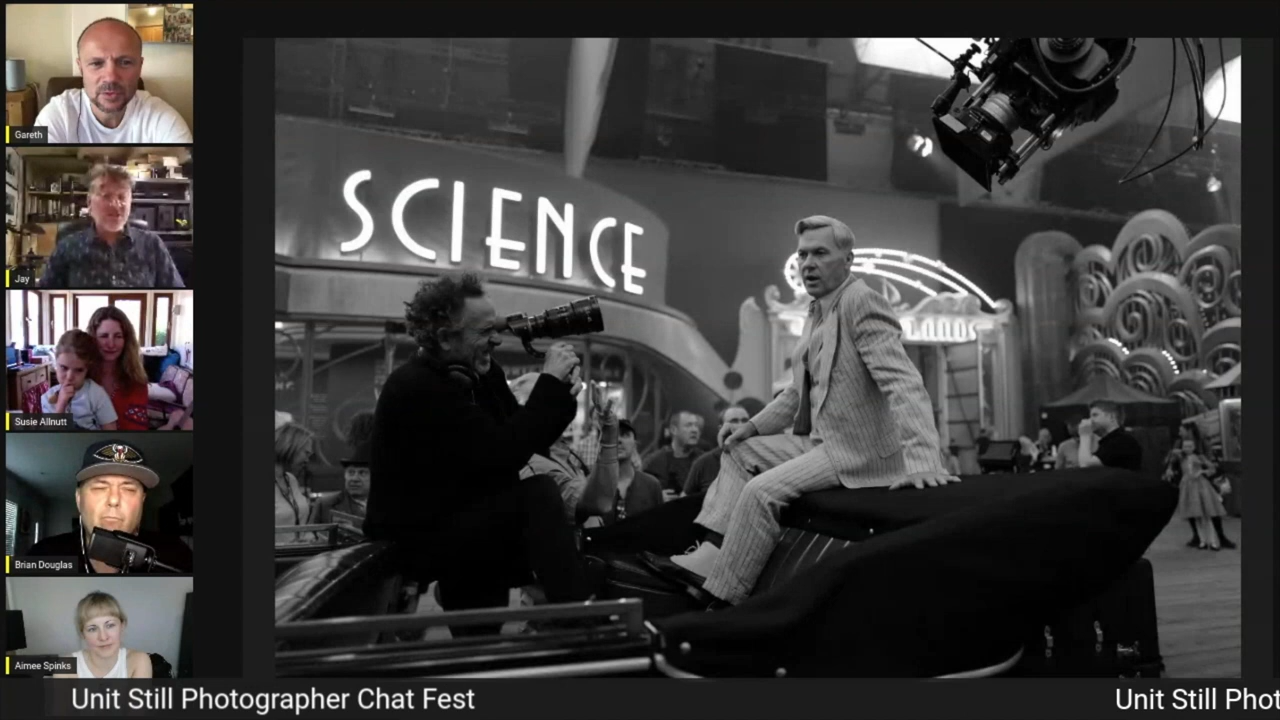 Gareth
Jay
Susie Allnutt
Brian Douglas
Aimee Spinks
SCIENCE
Unit Still Photographer Chat Fest
Unit Still Phot